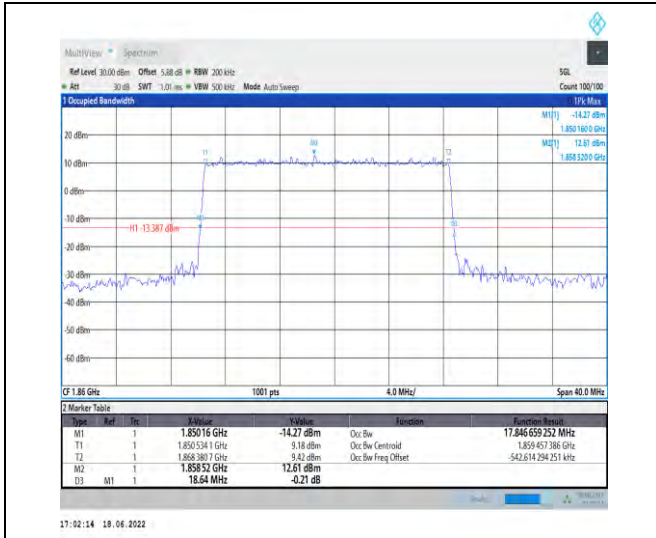 MultiView Spectrum
Ref Level 30.00 dBm Offset 5.88 dB RBW 200 kHz SGL
Att 30 dB SWT 1.01 ms VBW 500 kHz Mode Auto Sweep Count 100/100
1 Occupied Bandwidth 1Pk Max
M1[1] -14.27 dBm
1.850 160 0 GHz
M2[1] 12.61 dBm
1.858 520 0 GHz
20 dBm
T1 T2
10 dBm
0 dBm
-10 dBm
H1 -13.387 dBm
-20 dBm
-30 dBm
-40 dBm
-50 dBm
-60 dBm
CF 1.86 GHz 1001 pts 4.0 MHz/ Span 40.0 MHz
2 Marker Table
Type Ref Trc X-Value Y-Value Function Function Result
M1 1 1.85016 GHz -14.27 dBm Occ Bw 17.846 659 252 MHz
T1 1 1.850 534 1 GHz 9.18 dBm Occ Bw Centroid 1.859 457 386 GHz
T2 1 1.868 380 7 GHz 9.42 dBm Occ Bw Freq Offset -542.614 294 251 kHz
M2 1 1.85852 GHz 12.61 dBm
D3 M1 1 18.64 MHz -0.21 dB
17:02:14 18.06.2022